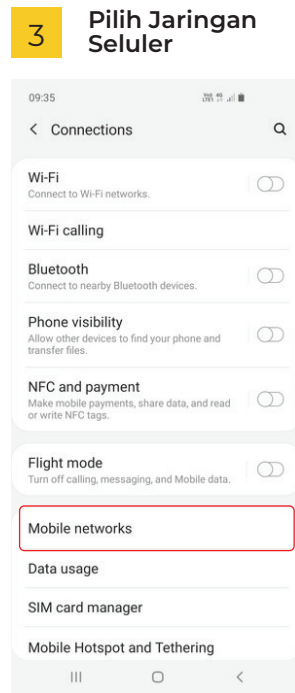 3
Pilih Jaringan
Seluler
09:35
Connections
Wi-Fi
Connect to Wi-Fi networks.
Wi-Fi calling
Bluetooth
Connect to nearby Bluetooth devices.
Phone visibility
Allow other devices to find your phone and
transfer files.
NFC and payment
Make mobile payments, share data, and read
or write NFC tags.
Flight mode
Turn off calling, messaging, and Mobile data.
Mobile networks
Data usage
SIM card manager
Mobile Hotspot and Tethering